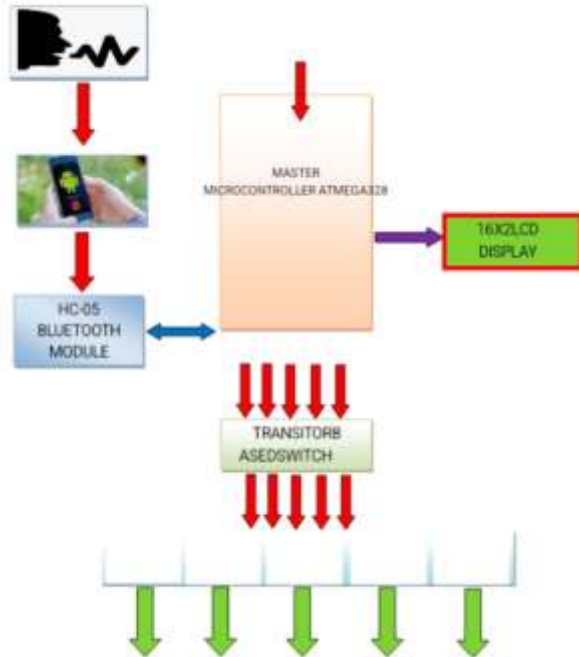 MASTER
MICROCONTROLLER ATMEGA328
16X2LCD
DISPLAY
HC-05
BLUETOOTH
MODULE
TRANSITORB
ASEDSWITCH